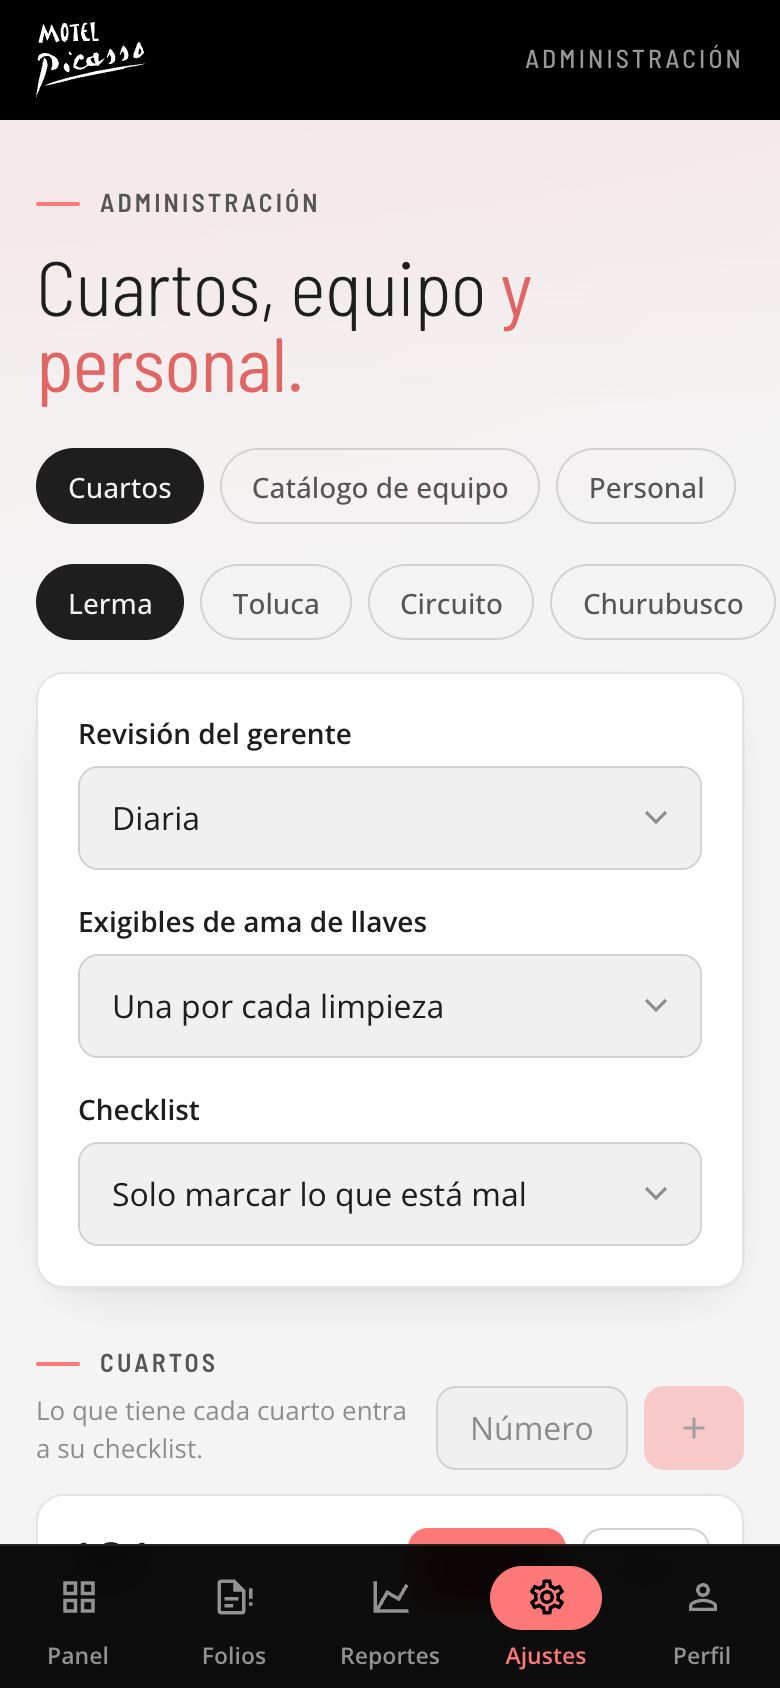 MOTEL
Picasso
ADMINISTRACIÓN
ADMINISTRACIÓN
Cuartos, equipo y
personal.
Cuartos
Catálogo de equipo
Personal
Lerma
Toluca
Circuito
Churubusco
Revisión del gerente
Diaria
Exigibles de ama de llaves
Una por cada limpieza
Checklist
Solo marcar lo que está mal
CUARTOS
Lo que tiene cada cuarto entra
a su checklist.
Número
+
Panel
Folios
Reportes
Ajustes
Perfil